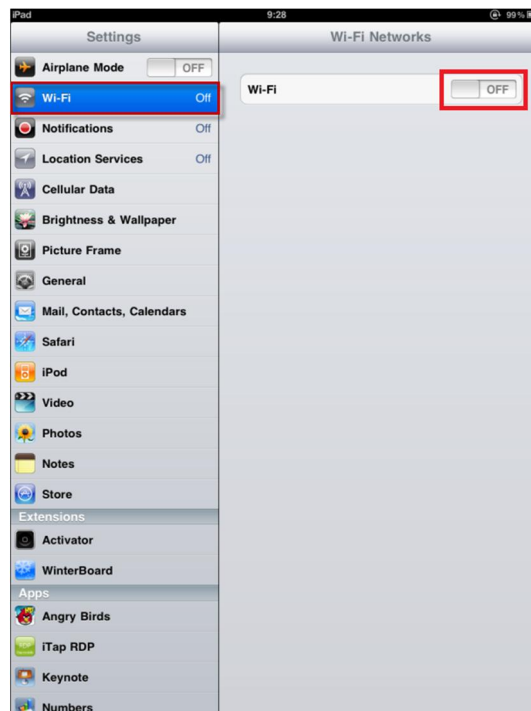 iPad 9:28 99%
Settings
Wi-Fi Networks
Airplane Mode OFF
Wi-Fi Off
Wi-Fi OFF
Notifications Off
Location Services Off
Cellular Data
Brightness & Wallpaper
Picture Frame
General
Mail, Contacts, Calendars
Safari
iPod
Video
Photos
Notes
Store
Extensions
Activator
WinterBoard
Apps
Angry Birds
iTap RDP
Keynote
Numbers